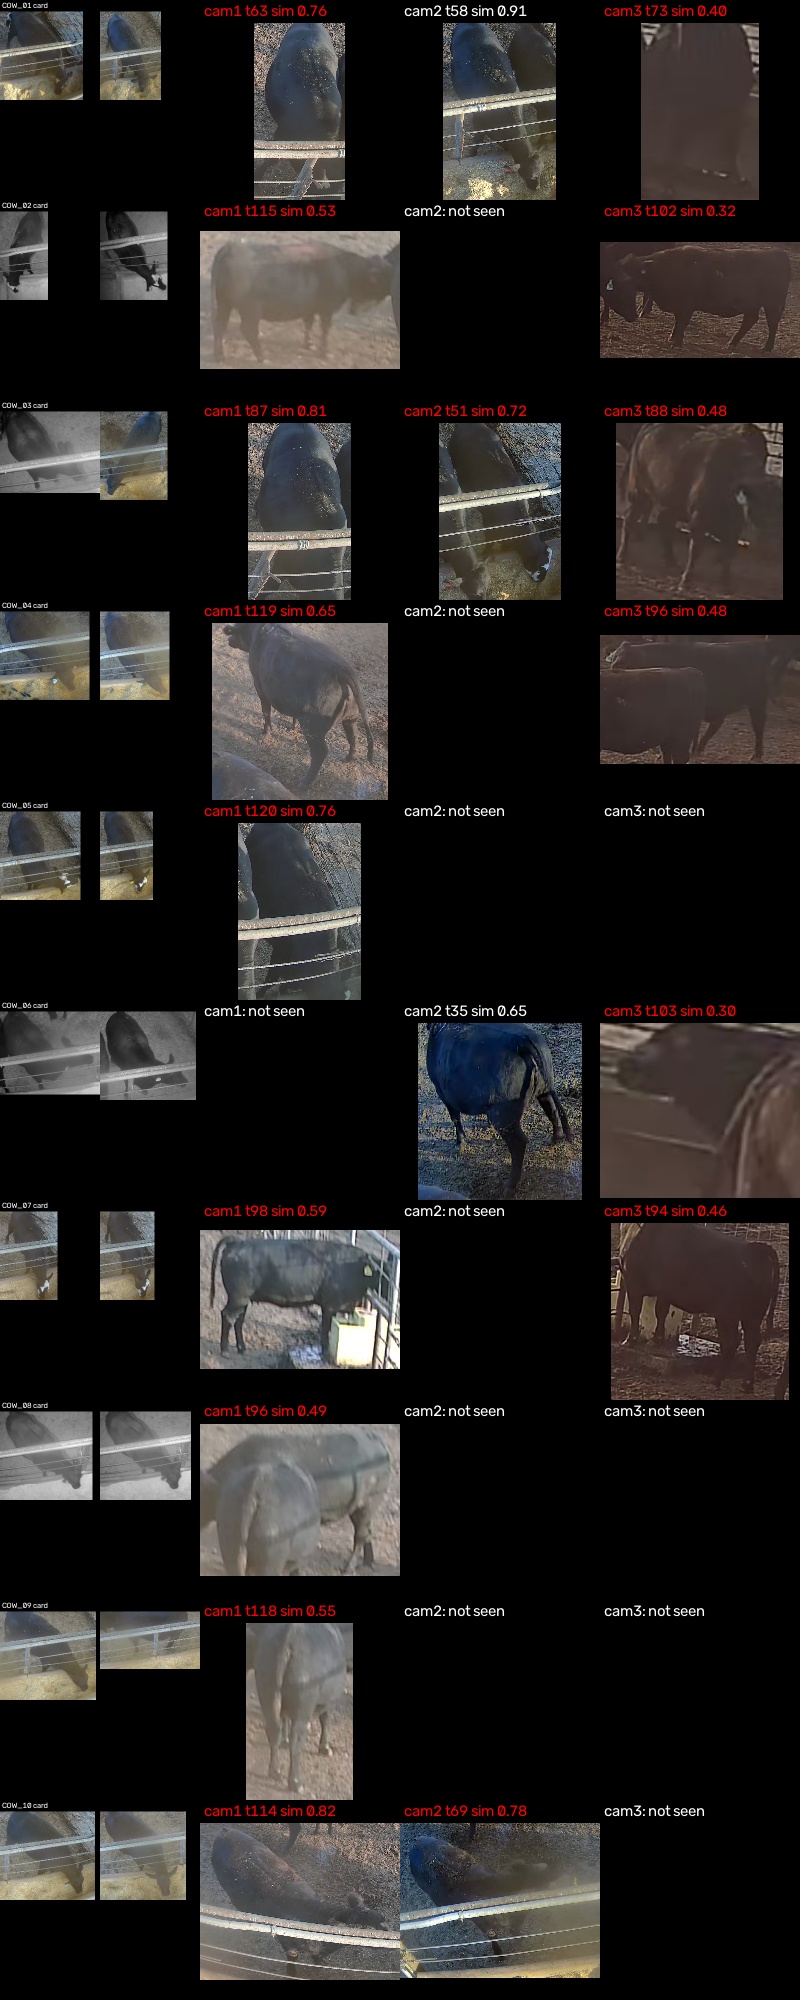 COW_01 card
cam1 t63 sim 0.76
cam2 t58 sim 0.91
cam3 t73 sim 0.40
COW_02 card
cam1 t115 sim 0.53
cam2: not seen
cam3 t102 sim 0.32
COW_03 card
cam1 t87 sim 0.81
cam2 t51 sim 0.72
cam3 t88 sim 0.48
COW_04 card
cam1 t119 sim 0.65
cam2: not seen
cam3 t96 sim 0.48
COW_05 card
cam1 t120 sim 0.76
cam2: not seen
cam3: not seen
COW_06 card
cam1: not seen
cam2 t35 sim 0.65
cam3 t103 sim 0.30
COW_07 card
cam1 t98 sim 0.59
cam2: not seen
cam3 t94 sim 0.46
COW_08 card
cam1 t96 sim 0.49
cam2: not seen
cam3: not seen
COW_09 card
cam1 t118 sim 0.55
cam2: not seen
cam3: not seen
COW_10 card
cam1 t114 sim 0.82
cam2 t69 sim 0.78
cam3: not seen